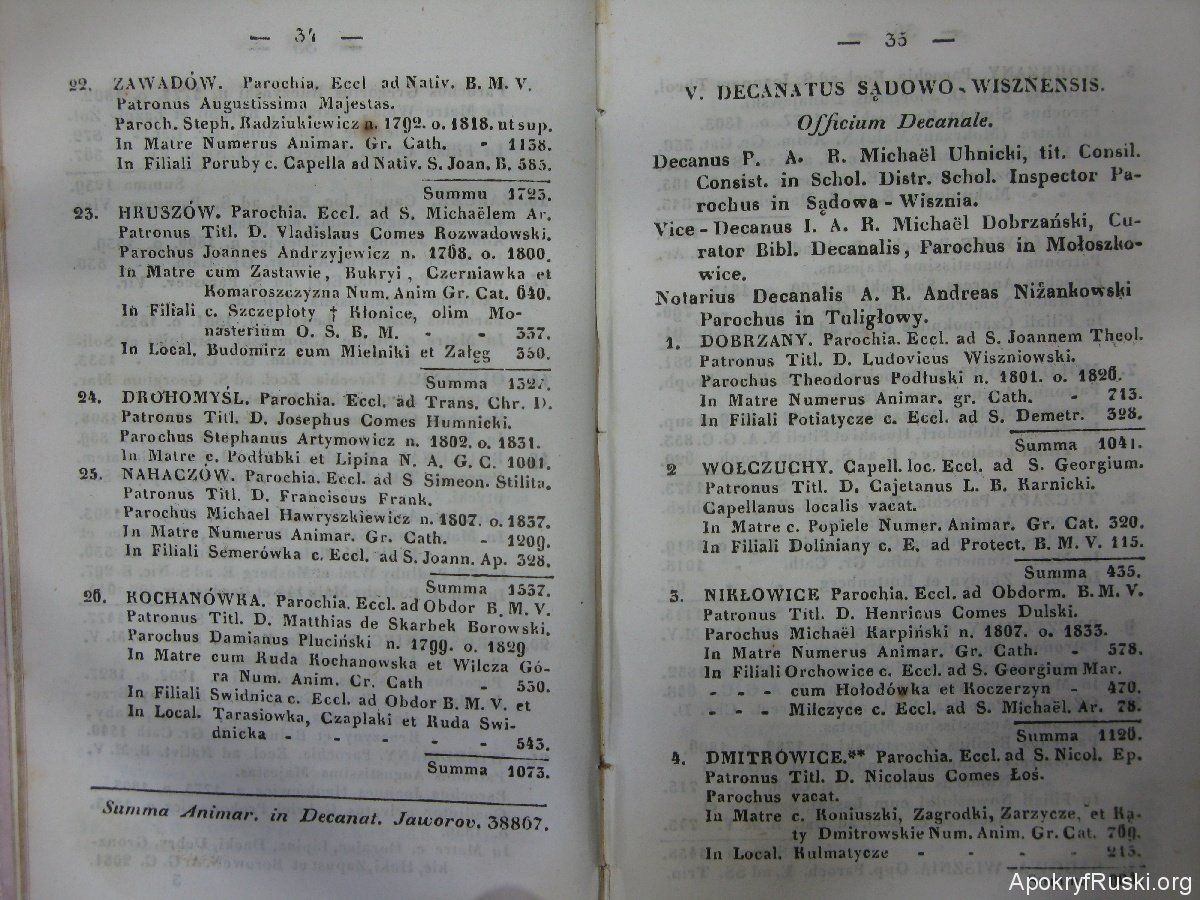 — 34 —
22. ZAWADÓW. Parochia. Eccl ad Nativ. B. M. V.
Patronus Augustissima Majestas.
Paroch. Steph. Radziukiewicz n. 1792. o. 1818. ut sup.
In Matre Numerus Animar. Gr. Cath. - 1138.
In Filiali Poruby c. Capella ad Nativ. S. Joan. B. 585.
Summa 1723.
23. HRUSZÓW. Parochia. Eccl. ad S. Michaëlem Ar.
Patronus Titl. D. Vladislaus Comes Rozwadowski.
Parochus Joannes Andrzyjewicz n. 1768. o. 1800.
In Matre cum Zastawie, Bukryi, Czerniawka et
Komaroszczyzna Num. Anim Gr. Cat. 640.
In Filiali c. Szczepłoty † Kłonice, olim Mo-
nasterium O. S. B. M. - - 337.
In Local. Budomirz cum Mielniki et Załęg 350.
Summa 1327.
24. DROHOMYŚL. Parochia. Eccl. ad Trans. Chr. D.
Patronus Titl. D. Josephus Comes Humnicki.
Parochus Stephanus Artymowicz n. 1802. o. 1831.
In Matre c. Podłubki et Lipina N. A. G. C. 1001.
25. NAHACZÓW. Parochia. Eccl. ad S Simeon. Stilita.
Patronus Titl. D. Franciscus Frank.
Parochus Michael Hawryszkiewicz n. 1807. o. 1837.
In Matre Numerus Animar. Gr. Cath. - 1209.
In Filiali Semerówka c. Eccl. ad S. Joann. Ap. 328.
Summa 1537.
26. KOCHANÓWKA. Parochia. Eccl. ad Obdor B. M. V.
Patronus Titl. D. Matthias de Skarbek Borowski.
Parochus Damianus Pluciński n. 1799. o. 1829
In Matre cum Ruda Kochanowska et Wilcza Gó-
ra Num. Anim. Cr. Cath - 530.
In Filiali Swidnica c. Eccl. ad Obdor B. M. V. et
In Local. Tarasiowka, Czaplaki et Ruda Swi-
dnicka - - - - - 543.
Summa 1073.
Summa Animar. in Decanat. Jaworov. 38867.
— 35 —
V. DECANATUS SĄDOWO-WISZNENSIS.
Officium Decanale.
Decanus P. A. R. Michaël Uhnicki, tit. Consil.
Consist. in Schol. Distr. Schol. Inspector Pa-
rochus in Sądowa-Wisznia.
Vice-Decanus I. A. R. Michaël Dobrzański, Cu-
rator Bibl. Decanalis, Parochus in Mołoszko-
wice.
Notarius Decanalis A. R. Andreas Niżankowski
Parochus in Tuligłowy.
1. DOBRZANY. Parochia. Eccl. ad S. Joannem Theol.
Patronus Titl. D. Ludovicus Wiszniowski.
Parochus Theodorus Podłuski n. 1801. o. 1826.
In Matre Numerus Animar. gr. Cath. - 713.
In Filiali Potiatycze c. Eccl. ad S. Demetr. 328.
Summa 1041.
2 WOŁCZUCHY. Capell. loc. Eccl. ad S. Georgium.
Patronus Titl. D. Cajetanus L. B. Karnicki.
Capellanus localis vacat.
In Matre c. Popiele Numer. Animar. Gr. Cat. 320.
In Filiali Doliniany c. E. ad Protect. B. M. V. 115.
Summa 435.
3. NIKŁOWICE Parochia. Eccl. ad Obdorm. B. M. V.
Patronus Titl. D. Henricus Comes Dulski.
Parochus Michaël Karpiński n. 1807. o. 1833.
In Matre Numerus Animar. Gr. Cath. - 578.
In Filiali Orchowice c. Eccl. ad S. Georgium Mar.
- - - cum Hołodówka et Koczerzyn - 470.
- - - Milczyce c. Eccl. ad S. Michaël. Ar. 78.
Summa 1126.
4. DMITROWICE.** Parochia. Eccl. ad S. Nicol. Ep.
Patronus Titl. D. Nicolaus Comes Łoś.
Parochus vacat.
In Matre c. Koniuszki, Zagrodki, Zarzycze, et Ką-
ty Dmitrowskie Num. Anim. Gr. Cat. 769.
In Local. Kulmatycze - - - - 215.
ApokryfRuski.org